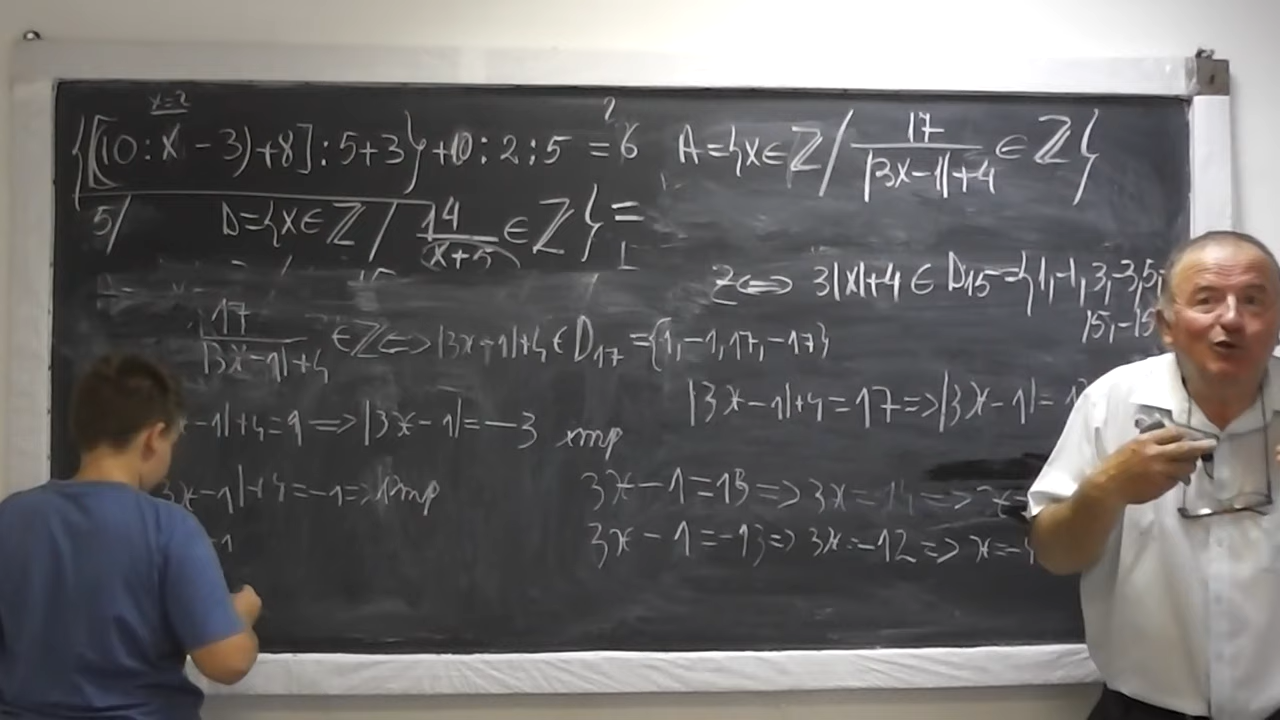 x=2
{[(10:x-3)+8]:5+3}+10:2:5 =6
?
A={x∈Z/ 17/|3x-1|+4 ∈Z}
5/ D={x∈Z/ 14/x+5 ∈Z}=
Z<=> 3|x|+4 ∈ D15={1,-1,3,-3,5,
15,-15
17/|3x-1|+4 ∈Z<=>|3x-1|+4∈D17={1,-1,17,-17}
|3x-1|+4=17=>|3x-1|=1
-1|+4=1=>|3x-1|=-3 imp
3x-1|+4=-1=>imp
3x-1=13=>3x=14=>x=
-1
3x-1=-13=>3x=-12=>x=-4